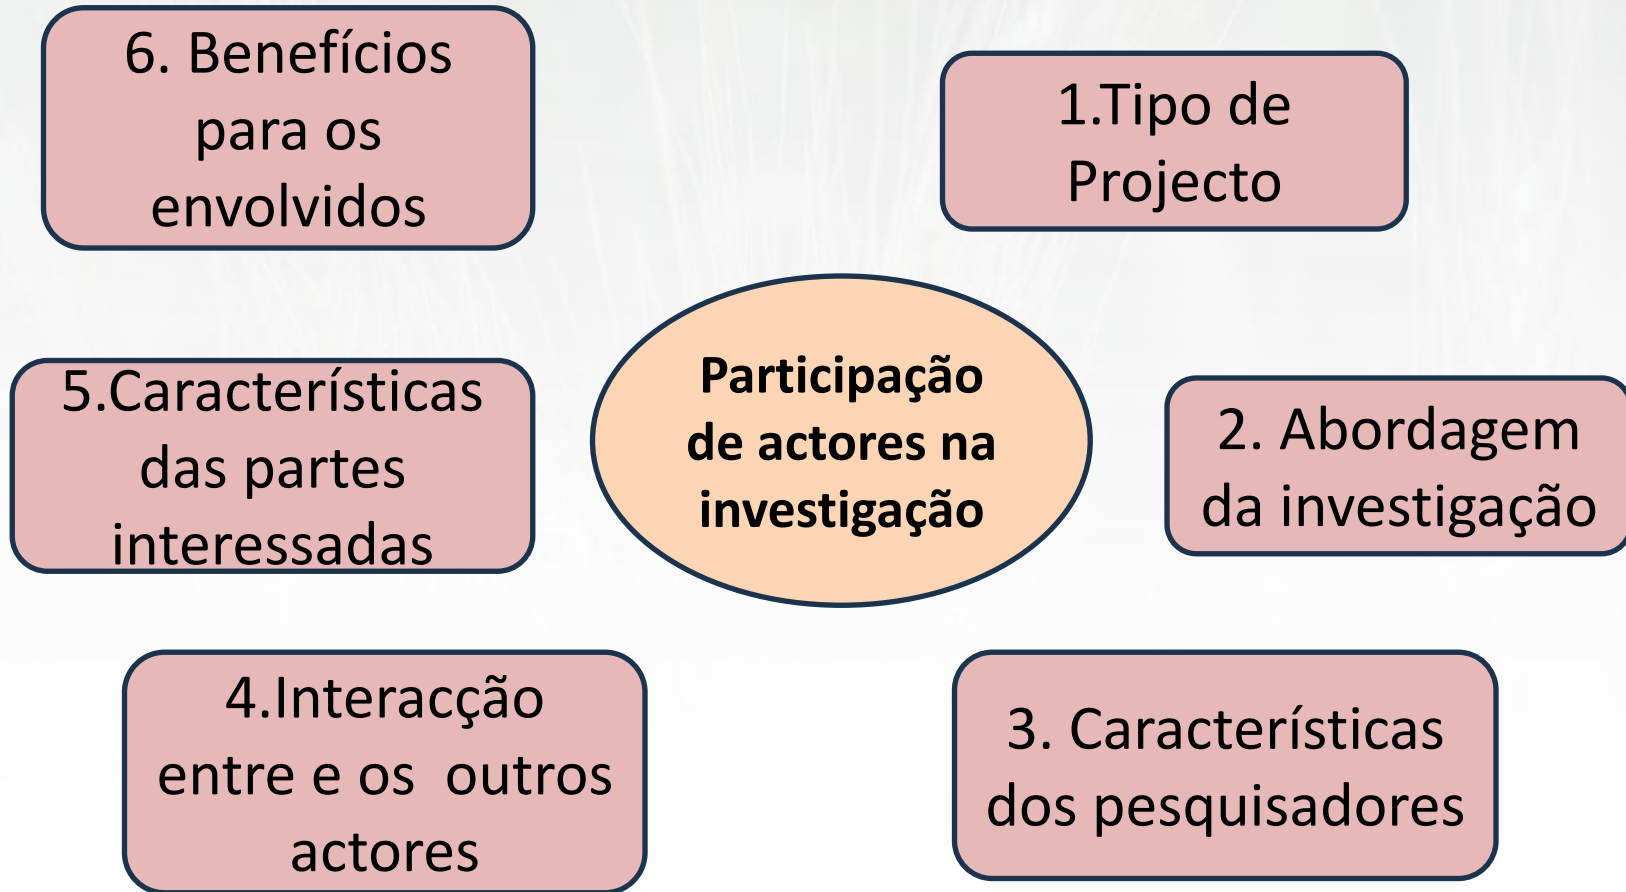 6. Benefícios
para os
envolvidos
1.Tipo de
Projecto
Participação
de actores na
investigação
5.Características
das partes
interessadas
2. Abordagem
da investigação
4.Interacção
entre e os  outros
actores
3. Características
dos pesquisadores